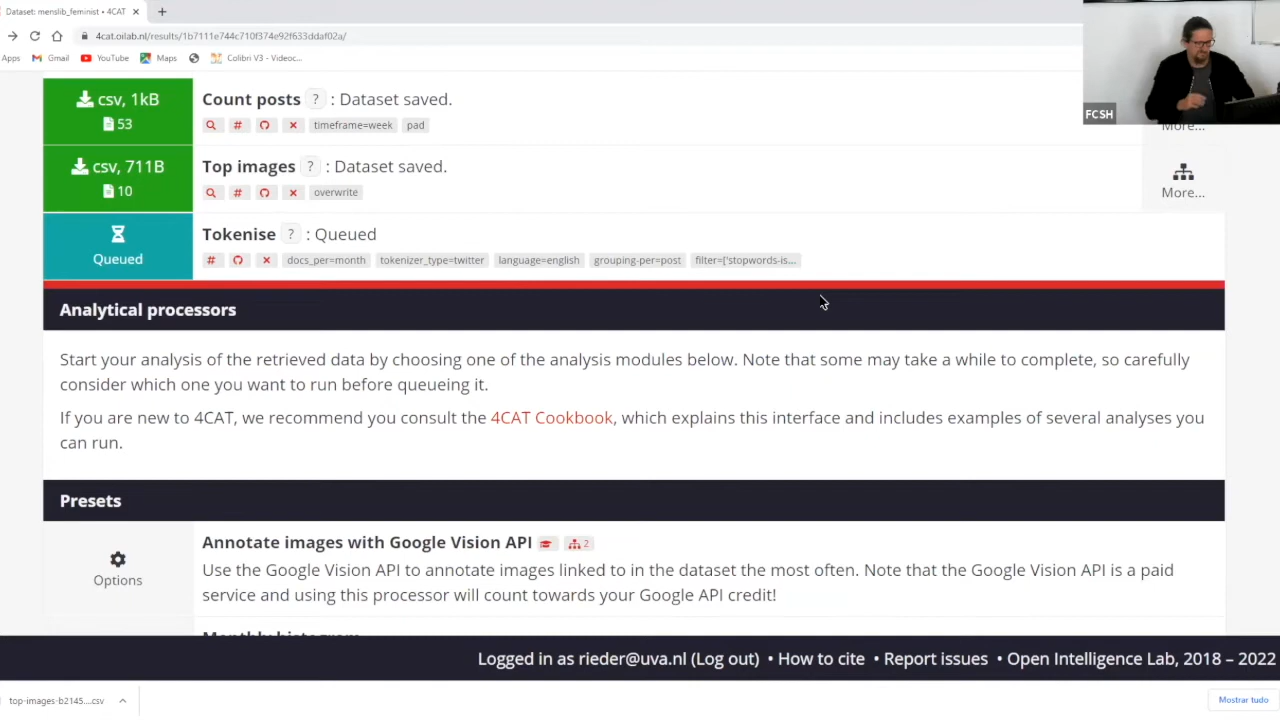 Dataset: menslib_feminist • 4CAT
4cat.oilab.nl/results/1b7111e744c710f374e92f633ddaf02a/
Apps Gmail YouTube Maps Colibri V3 - Videoc...
FCSH
csv, 1kB
53
Count posts ? : Dataset saved.
timeframe=week pad
More...
csv, 711B
10
Top images ? : Dataset saved.
overwrite
More...
Queued
Tokenise ? : Queued
docs_per=month tokenizer_type=twitter language=english grouping-per=post filter=['stopwords-is...
Analytical processors
Start your analysis of the retrieved data by choosing one of the analysis modules below. Note that some may take a while to complete, so carefully
consider which one you want to run before queueing it.
If you are new to 4CAT, we recommend you consult the 4CAT Cookbook, which explains this interface and includes examples of several analyses you
can run.
Presets
Options
Annotate images with Google Vision API 2
Use the Google Vision API to annotate images linked to in the dataset the most often. Note that the Google Vision API is a paid
service and using this processor will count towards your Google API credit!
Monthly histogram
Logged in as rieder@uva.nl (Log out) • How to cite • Report issues • Open Intelligence Lab, 2018 – 2022
top-images-b2145....csv
Mostrar tudo